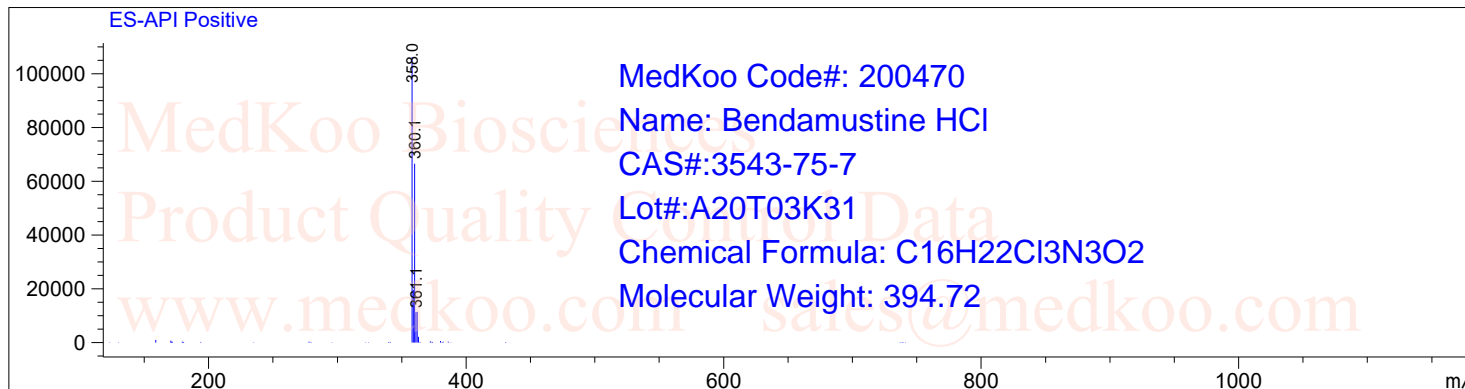 ES-API Positive
100000
80000
60000
40000
20000
0
358.0
360.1
361.1
MedKoo Code#: 200470
Name: Bendamustine HCl
CAS#:3543-75-7
Lot#:A20T03K31
Chemical Formula: C16H22Cl3N3O2
Molecular Weight: 394.72
MedKoo Biosciences
Product Quality Control Data
www.medkoo.com sales@medkoo.com
200 400 600 800 1000